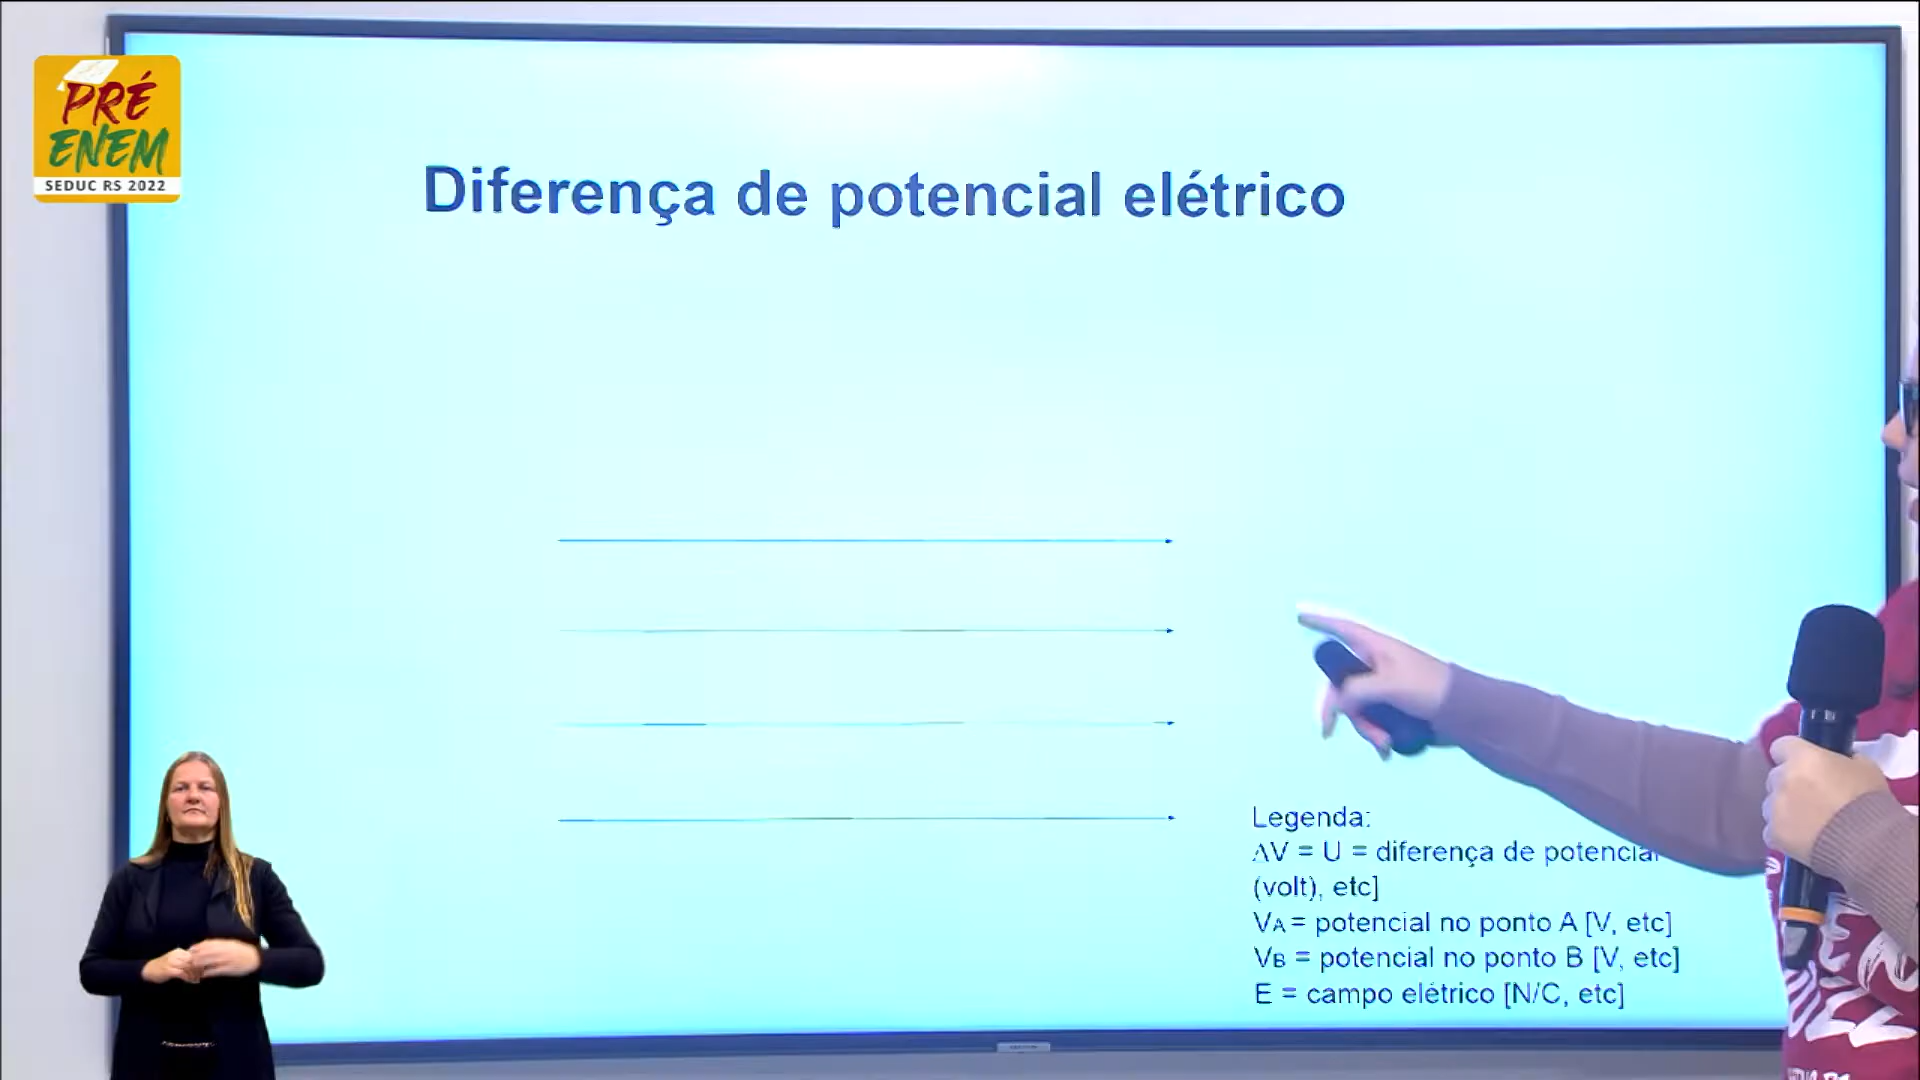 PRÉ
ENEM
SEDUC RS 2022
Diferença de potencial elétrico
Legenda:
ΔV = U = diferença de potencial
(volt), etc]
VA = potencial no ponto A [V, etc]
VB = potencial no ponto B [V, etc]
E = campo elétrico [N/C, etc]